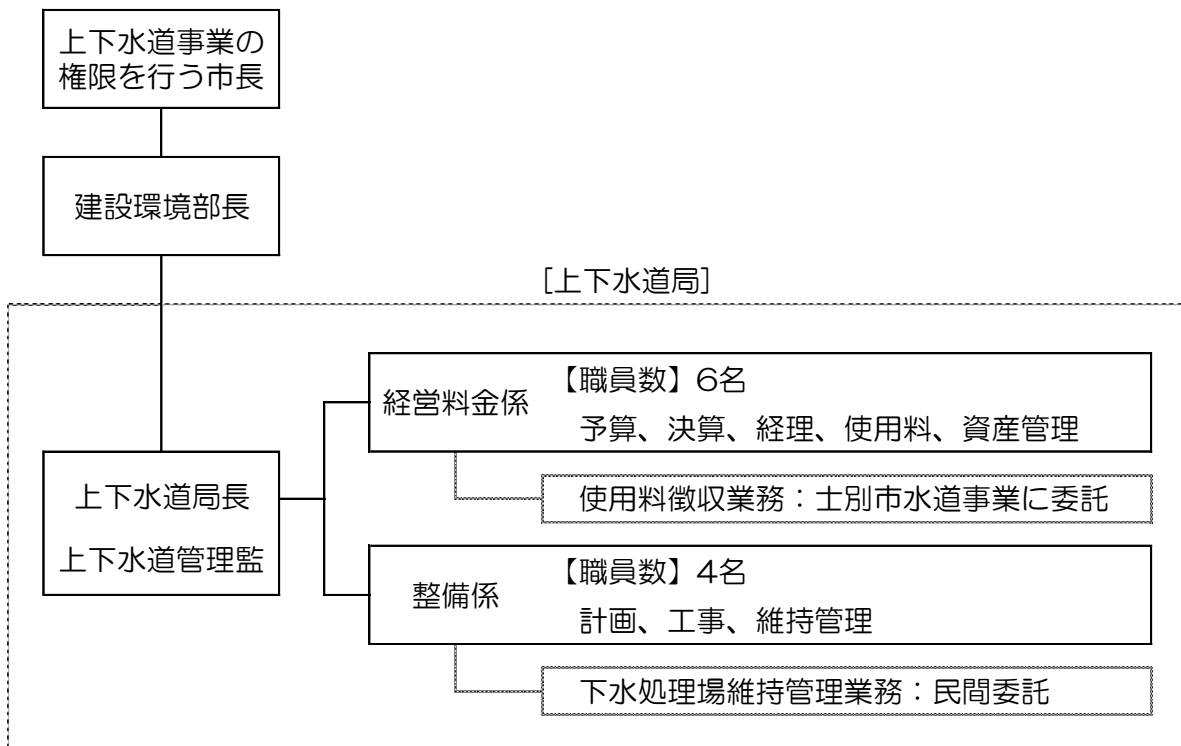 上下水道事業の
権限を行う市長
建設環境部長
[上下水道局]
上下水道局長
上下水道管理監
経営料金係
【職員数】6名
予算、決算、経理、使用料、資産管理
使用料徴収業務：士別市水道事業に委託
整備係
【職員数】4名
計画、工事、維持管理
下水処理場維持管理業務：民間委託